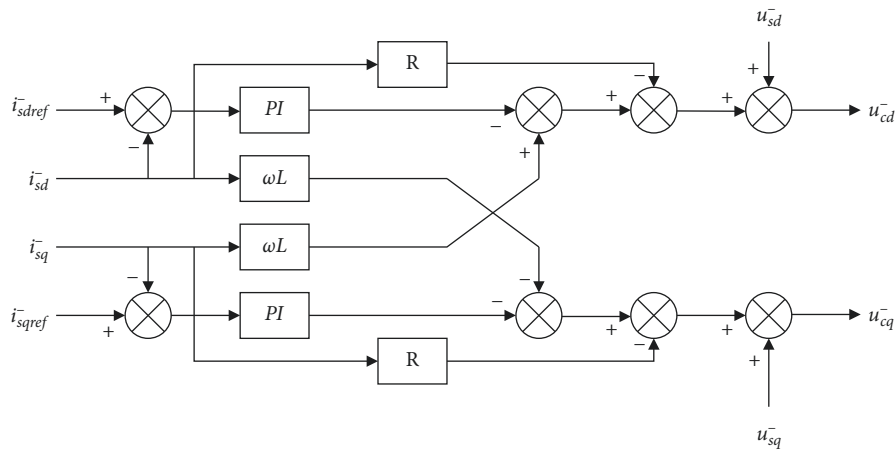 u⁻sd
R
−
+
i⁻sdref
+
PI
−
+
+
u⁻cd
−
+
i⁻sd
ωL
i⁻sq
ωL
−
−
i⁻sqref
+
PI
−
+
+
u⁻cq
R
−
+
u⁻sq